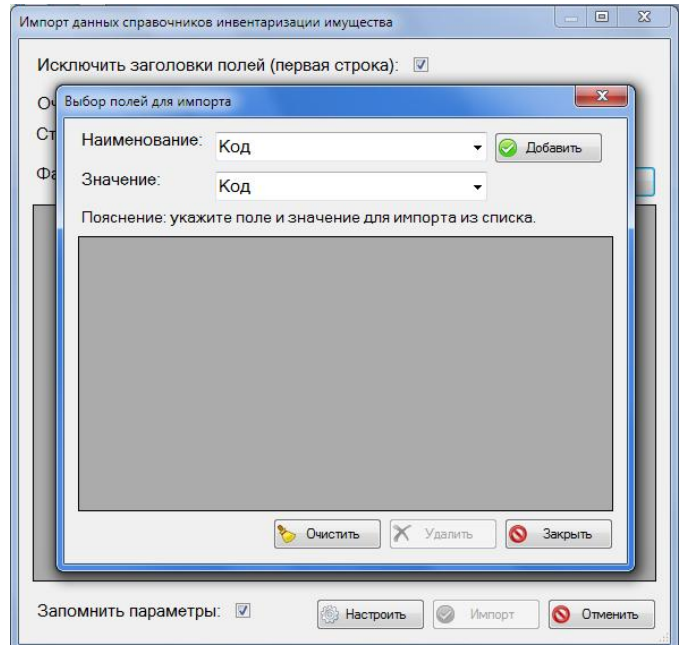 Импорт данных справочников инвентаризации имущества
Исключить заголовки полей (первая строка):
Выбор полей для импорта
Наименование: Код Добавить
Значение: Код
Пояснение: укажите поле и значение для импорта из списка.
Очистить Удалить Закрыть
Запомнить параметры: Настроить Импорт Отменить